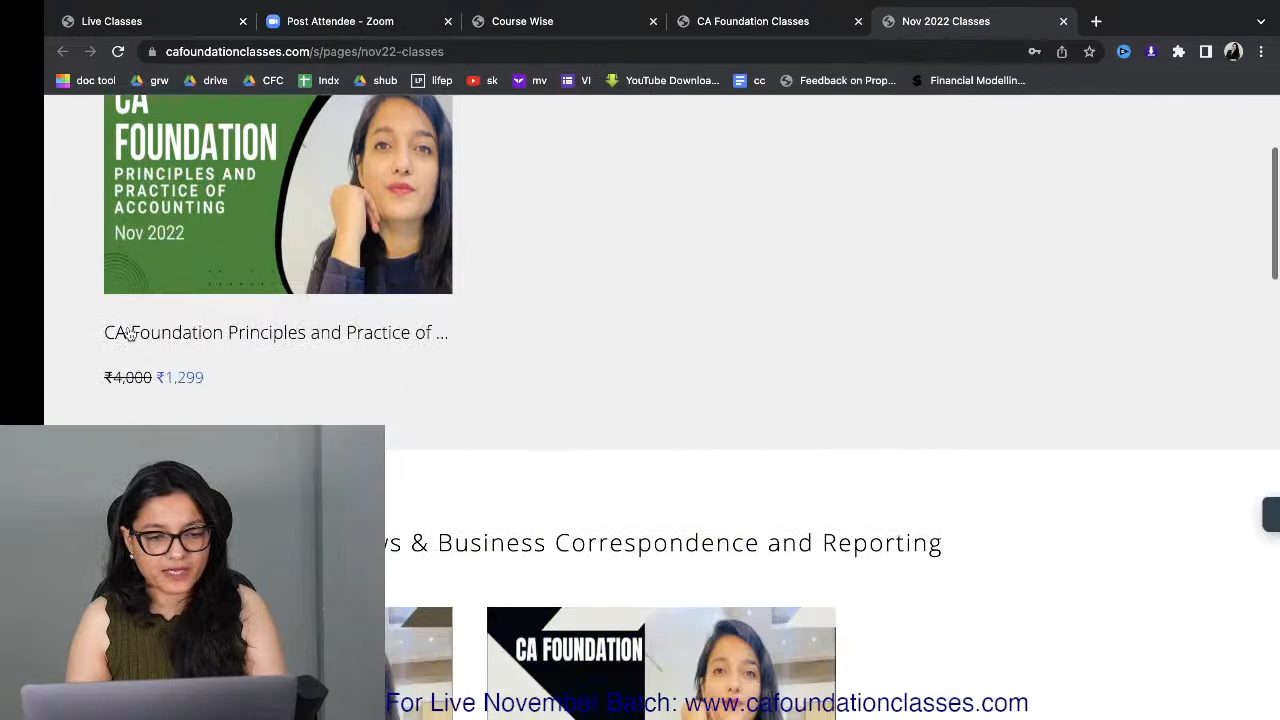 Live Classes
Post Attendee - Zoom
Course Wise
CA Foundation Classes
Nov 2022 Classes
cafoundationclasses.com/s/pages/nov22-classes
doc tool
grw
drive
CFC
Indx
shub
LP
lifep
sk
mv
VI
YouTube Downloa...
cc
Feedback on Prop...
Financial Modellin...
CA
FOUNDATION
PRINCIPLES AND
PRACTICE OF
ACCOUNTING
Nov 2022
CA Foundation Principles and Practice of ...
₹4,000 ₹1,299
& Business Correspondence and Reporting
CA FOUNDATION
For Live November Batch: www.cafoundationclasses.com